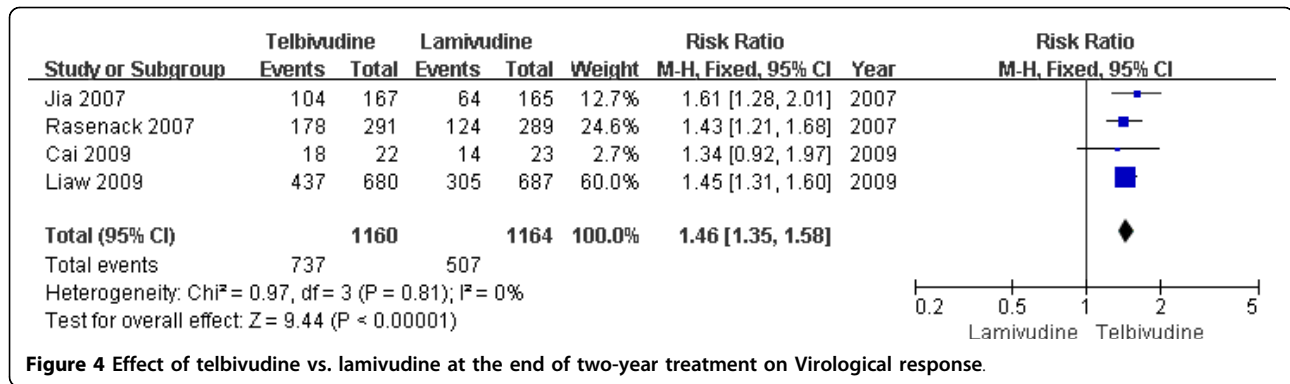 Telbivudine Lamivudine Risk Ratio Risk Ratio
Study or Subgroup Events Total Events Total Weight M-H, Fixed, 95% CI Year M-H, Fixed, 95% CI
Jia 2007 104 167 64 165 12.7% 1.61 [1.28, 2.01] 2007
Rasenack 2007 178 291 124 289 24.6% 1.43 [1.21, 1.68] 2007
Cai 2009 18 22 14 23 2.7% 1.34 [0.92, 1.97] 2009
Liaw 2009 437 680 305 687 60.0% 1.45 [1.31, 1.60] 2009
Total (95% CI) 1160 1164 100.0% 1.46 [1.35, 1.58]
Total events 737 507
Heterogeneity: Chi² = 0.97, df = 3 (P = 0.81); I² = 0%
Test for overall effect: Z = 9.44 (P < 0.00001)
0.2 0.5 1 2 5
Lamivudine Telbivudine
Figure 4 Effect of telbivudine vs. lamivudine at the end of two-year treatment on Virological response.